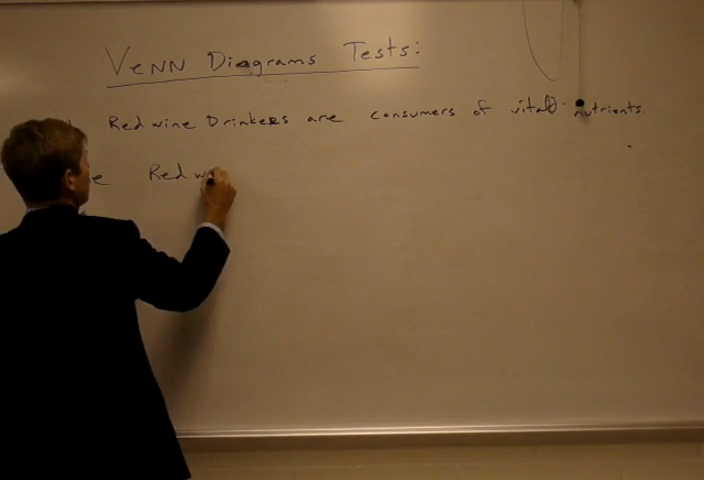 Venn Diagrams Tests:
Red wine Drinkers are consumers of vital nutrients.
Red w